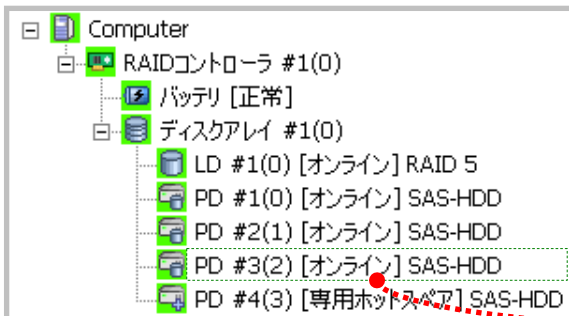 Computer
RAIDコントローラ #1(0)
バッテリ [正常]
ディスクアレイ #1(0)
LD #1(0) [オンライン] RAID 5
PD #1(0) [オンライン] SAS-HDD
PD #2(1) [オンライン] SAS-HDD
PD #3(2) [オンライン] SAS-HDD
PD #4(3) [専用ホットスペア] SAS-HDD